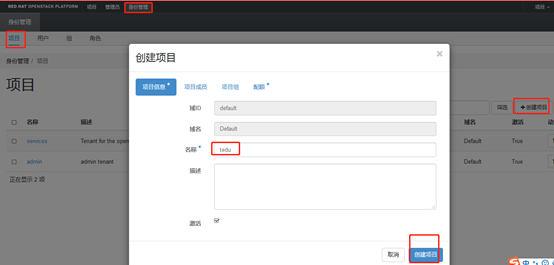 RED HAT OPENSTACK PLATFORM 项目 管理员 身份管理 项目
身份管理
项目 用户 组 角色
身份管理 / 项目
项目
筛选 +创建项目
名称 描述 域名 激活
services Tenant for the open Default True
admin admin tenant Default True
正在显示 2 项
创建项目 ×
项目信息 * 项目成员 项目组 配额 *
域ID default
域名 Default
名称 * tedu
描述
激活
取消 创建项目
中